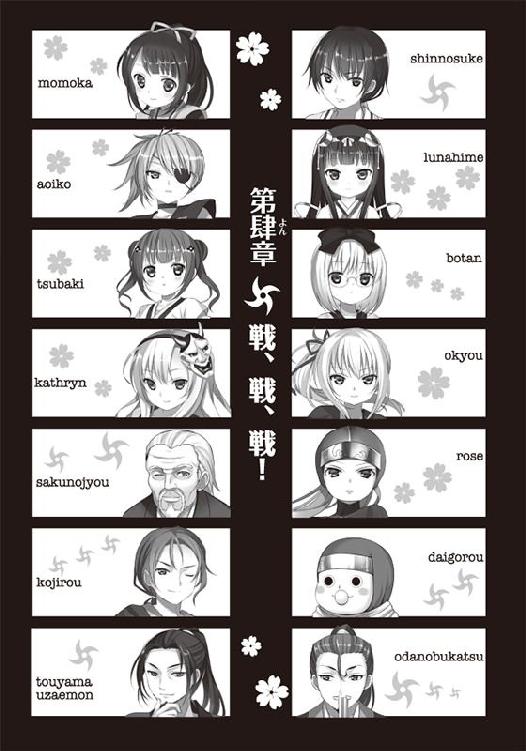 momoka
shinnosuke
aoiko
lunahime
tsubaki
botan
kathryn
okyou
sakunojyou
rose
kojirou
daigorou
touyama
uzaemon
odanobukatsu
第肆章
よん
戦、戦、戦!